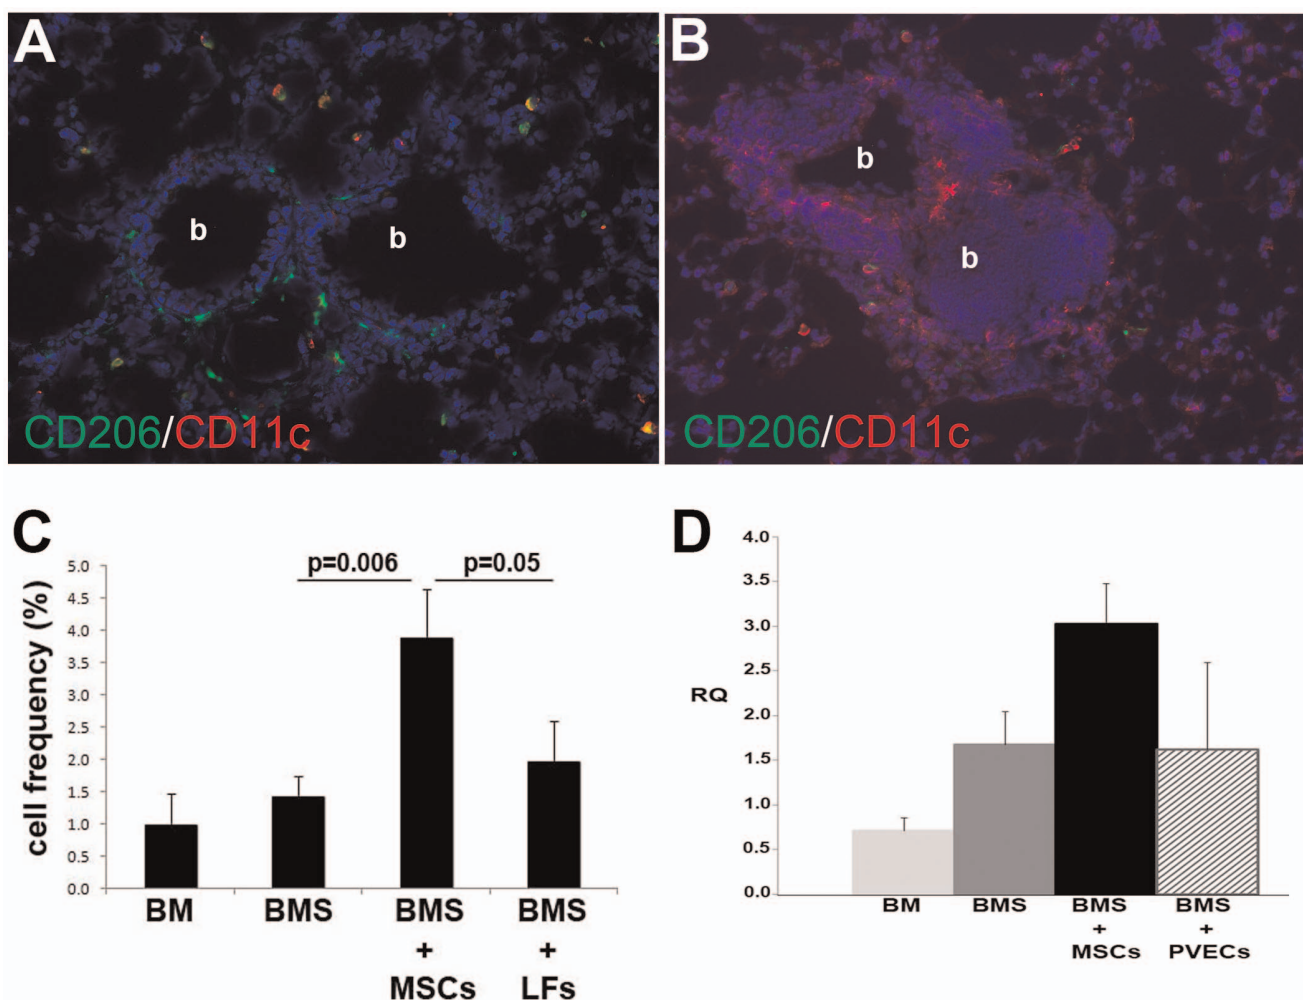 A
b
b
CD206/CD11c
B
b
b
CD206/CD11c
C
cell frequency (%)
5.0
4.5
4.0
3.5
3.0
2.5
2.0
1.5
1.0
0.5
0.0
p=0.006
p=0.05
BM
BMS
BMS
+
MSCs
BMS
+
LFs
D
RQ
4.0
3.5
3.0
2.5
2.0
1.5
1.0
0.5
0.0
BM
BMS
BMS
+
MSCs
BMS
+
PVECs